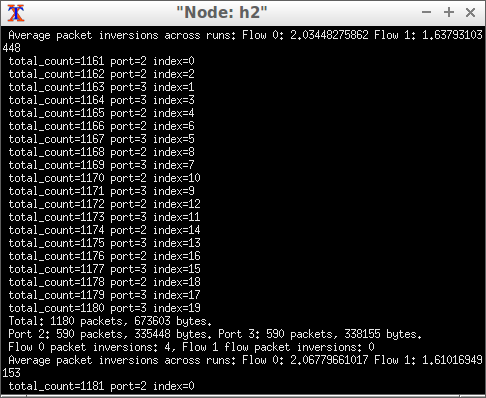 "Node: h2"
Average packet inversions across runs: Flow 0: 2.03448275862 Flow 1: 1.63793103
448
total_count=1161 port=2 index=0
total_count=1162 port=2 index=2
total_count=1163 port=3 index=1
total_count=1164 port=3 index=3
total_count=1165 port=2 index=4
total_count=1166 port=2 index=6
total_count=1167 port=3 index=5
total_count=1168 port=2 index=8
total_count=1169 port=3 index=7
total_count=1170 port=2 index=10
total_count=1171 port=3 index=9
total_count=1172 port=2 index=12
total_count=1173 port=3 index=11
total_count=1174 port=2 index=14
total_count=1175 port=3 index=13
total_count=1176 port=2 index=16
total_count=1177 port=3 index=15
total_count=1178 port=2 index=18
total_count=1179 port=3 index=17
total_count=1180 port=3 index=19
Total: 1180 packets, 673603 bytes.
Port 2: 590 packets, 335448 bytes. Port 3: 590 packets, 338155 bytes.
Flow 0 packet inversions: 4, Flow 1 flow packet inversions: 0
Average packet inversions across runs: Flow 0: 2.06779661017 Flow 1: 1.61016949
153
total_count=1181 port=2 index=0